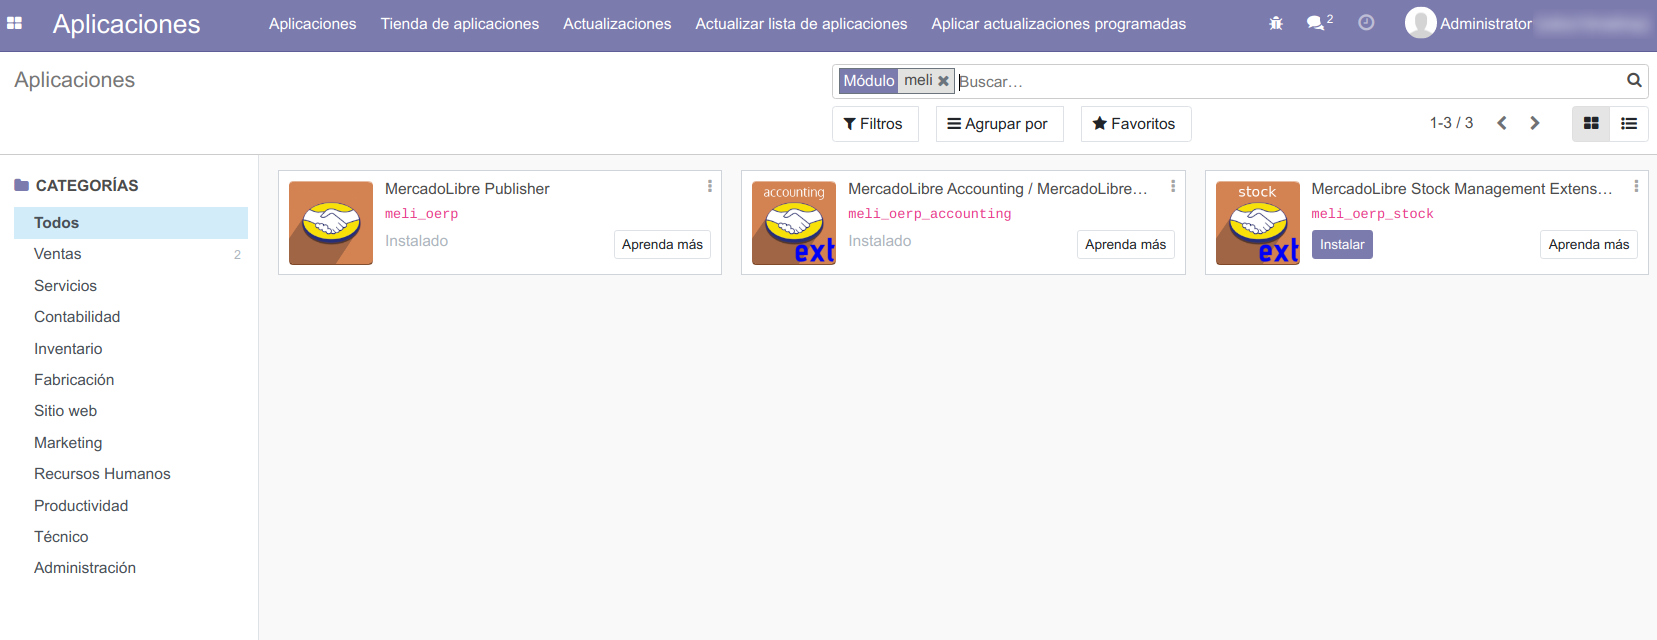 Aplicaciones Aplicaciones Tienda de aplicaciones Actualizaciones Actualizar lista de aplicaciones Aplicar actualizaciones programadas 2 Administrator
Aplicaciones
Módulo meli Buscar...
Filtros Agrupar por Favoritos 1-3 / 3
CATEGORÍAS
Todos
Ventas 2
Servicios
Contabilidad
Inventario
Fabricación
Sitio web
Marketing
Recursos Humanos
Productividad
Técnico
Administración
MercadoLibre Publisher
meli_oerp
Instalado
Aprenda más
accounting
ext
MercadoLibre Accounting / MercadoLibre...
meli_oerp_accounting
Instalado
Aprenda más
stock
ext
MercadoLibre Stock Management Extens...
meli_oerp_stock
Instalar
Aprenda más